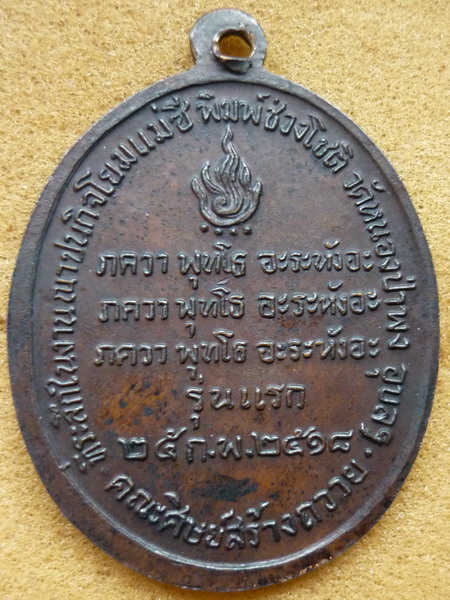 ที่ระลึกในงานฌาปนกิจโยมแม่ชี พิมพ์ช่วงโชติ วัดหนองป่าพง อุบลฯ
ภควา พุทโธ อะระหังอะ
ภควา พุทโธ อะระหังอะ
ภควา พุทโธ อะระหังอะ
รุ่นแรก
๒๕ ก.พ. ๒๕๑๘
คณะศิษย์สร้างถวาย